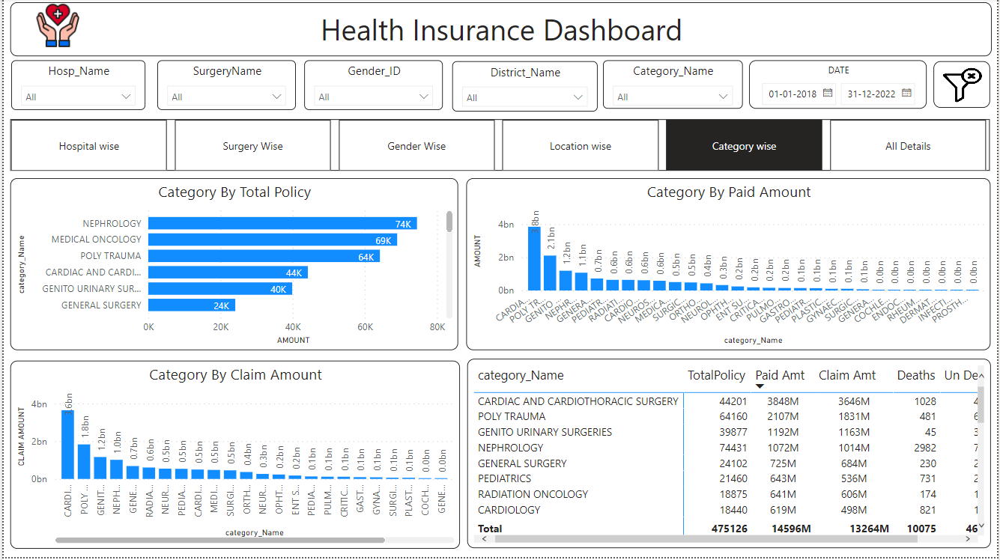 Health Insurance Dashboard
Hosp_Name
All
SurgeryName
All
Gender_ID
All
District_Name
All
Category_Name
All
DATE
01-01-2018
31-12-2022
Hospital wise
Surgery Wise
Gender Wise
Location wise
Category wise
All Details
Category By Total Policy
category_Name
NEPHROLOGY 74K
MEDICAL ONCOLOGY 69K
POLY TRAUMA 64K
CARDIAC AND CARDI... 44K
GENITO URINARY SUR... 40K
GENERAL SURGERY 24K
0K 20K 40K 60K 80K
AMOUNT
Category By Paid Amount
AMOUNT
4bn
2bn
0bn
3.8bn 2.1bn 1.2bn 1.1bn 0.7bn 0.6bn 0.6bn 0.6bn 0.6bn 0.5bn 0.5bn 0.4bn 0.3bn 0.2bn 0.2bn 0.2bn 0.2bn 0.1bn 0.1bn 0.1bn 0.1bn 0.1bn 0.0bn 0.0bn 0.0bn 0.0bn 0.0bn 0.0bn 0.0bn
CARDIA... POLY TR... GENITO ... NEPHR... GENERA... PEDIATR... RADIATI... CARDIO... NEUROS... MEDICA... SURGIC... ORTHO... NEUROL... OPHTH... ENT SU... CRITICA... PULMO... GASTRO... PEDIATR... PLASTIC... GYNAEC... SURGIC... GENERA... COCHLE... ENDOC... RHEUM... DERMAT... INFECTI... PROSTH...
category_Name
Category By Claim Amount
CLAIM AMOUNT
4bn
2bn
0bn
3.6bn 1.8bn 1.2bn 1.0bn 0.7bn 0.6bn 0.5bn 0.5bn 0.5bn 0.5bn 0.5bn 0.4bn 0.3bn 0.2bn 0.2bn 0.1bn 0.1bn 0.1bn 0.1bn 0.1bn 0.1bn 0.1bn 0.0bn 0.0bn
CARDI... POLY ... GENIT... NEPH... GENE... RADIA... NEUR... PEDIA... CARDI... MEDI... SURGI... ORTH... NEUR... OPHT... ENT S... PEDIA... PULM... CRITIC... GAST... GYNA... SURGI... PLAST... COCH... GENE...
category_Name
category_Name TotalPolicy Paid Amt Claim Amt Deaths Un De
CARDIAC AND CARDIOTHORACIC SURGERY 44201 3848M 3646M 1028 4
POLY TRAUMA 64160 2107M 1831M 481 6
GENITO URINARY SURGERIES 39877 1192M 1163M 45 3
NEPHROLOGY 74431 1072M 1014M 2982 7
GENERAL SURGERY 24102 725M 684M 230 2
PEDIATRICS 21460 643M 536M 731 2
RADIATION ONCOLOGY 18875 641M 606M 174 1
CARDIOLOGY 18440 619M 498M 821 1
Total 475126 14596M 13264M 10075 46